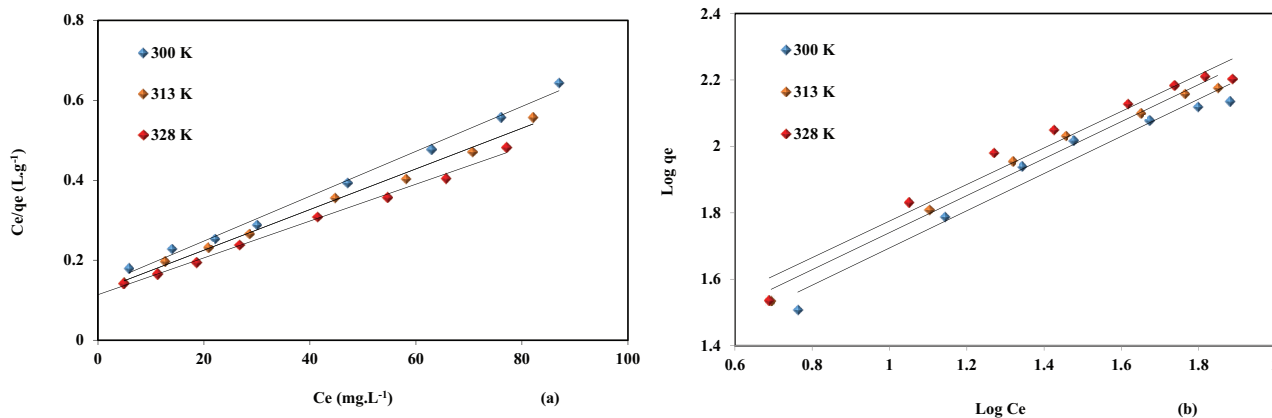 0.8
0.6
0.4
0.2
0
Ce/qe (L.g-1)
300 K
313 K
328 K
0 20 40 60 80 100
Ce (mg.L-1) (a)
2.4
2.2
2
1.8
1.6
1.4
Log qe
300 K
313 K
328 K
0.6 0.8 1 1.2 1.4 1.6 1.8
Log Ce (b)